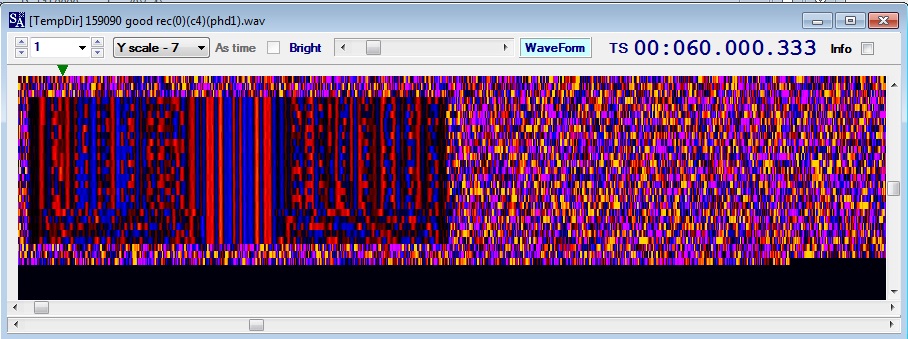 SA [TempDir] 159090 good rec(0)(c4)(phd1).wav
1 Y scale - 7 As time Bright WaveForm TS 00:060.000.333 Info